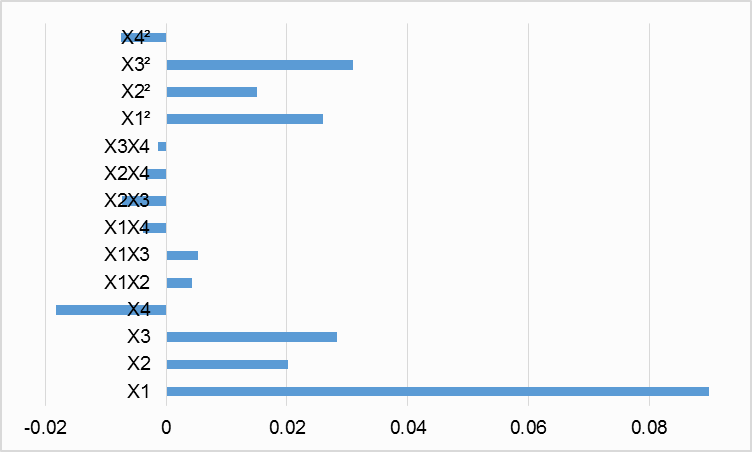 X4²
X3²
X2²
X1²
X3X4
X2X4
X2X3
X1X4
X1X3
X1X2
X4
X3
X2
X1
-0.02 0 0.02 0.04 0.06 0.08